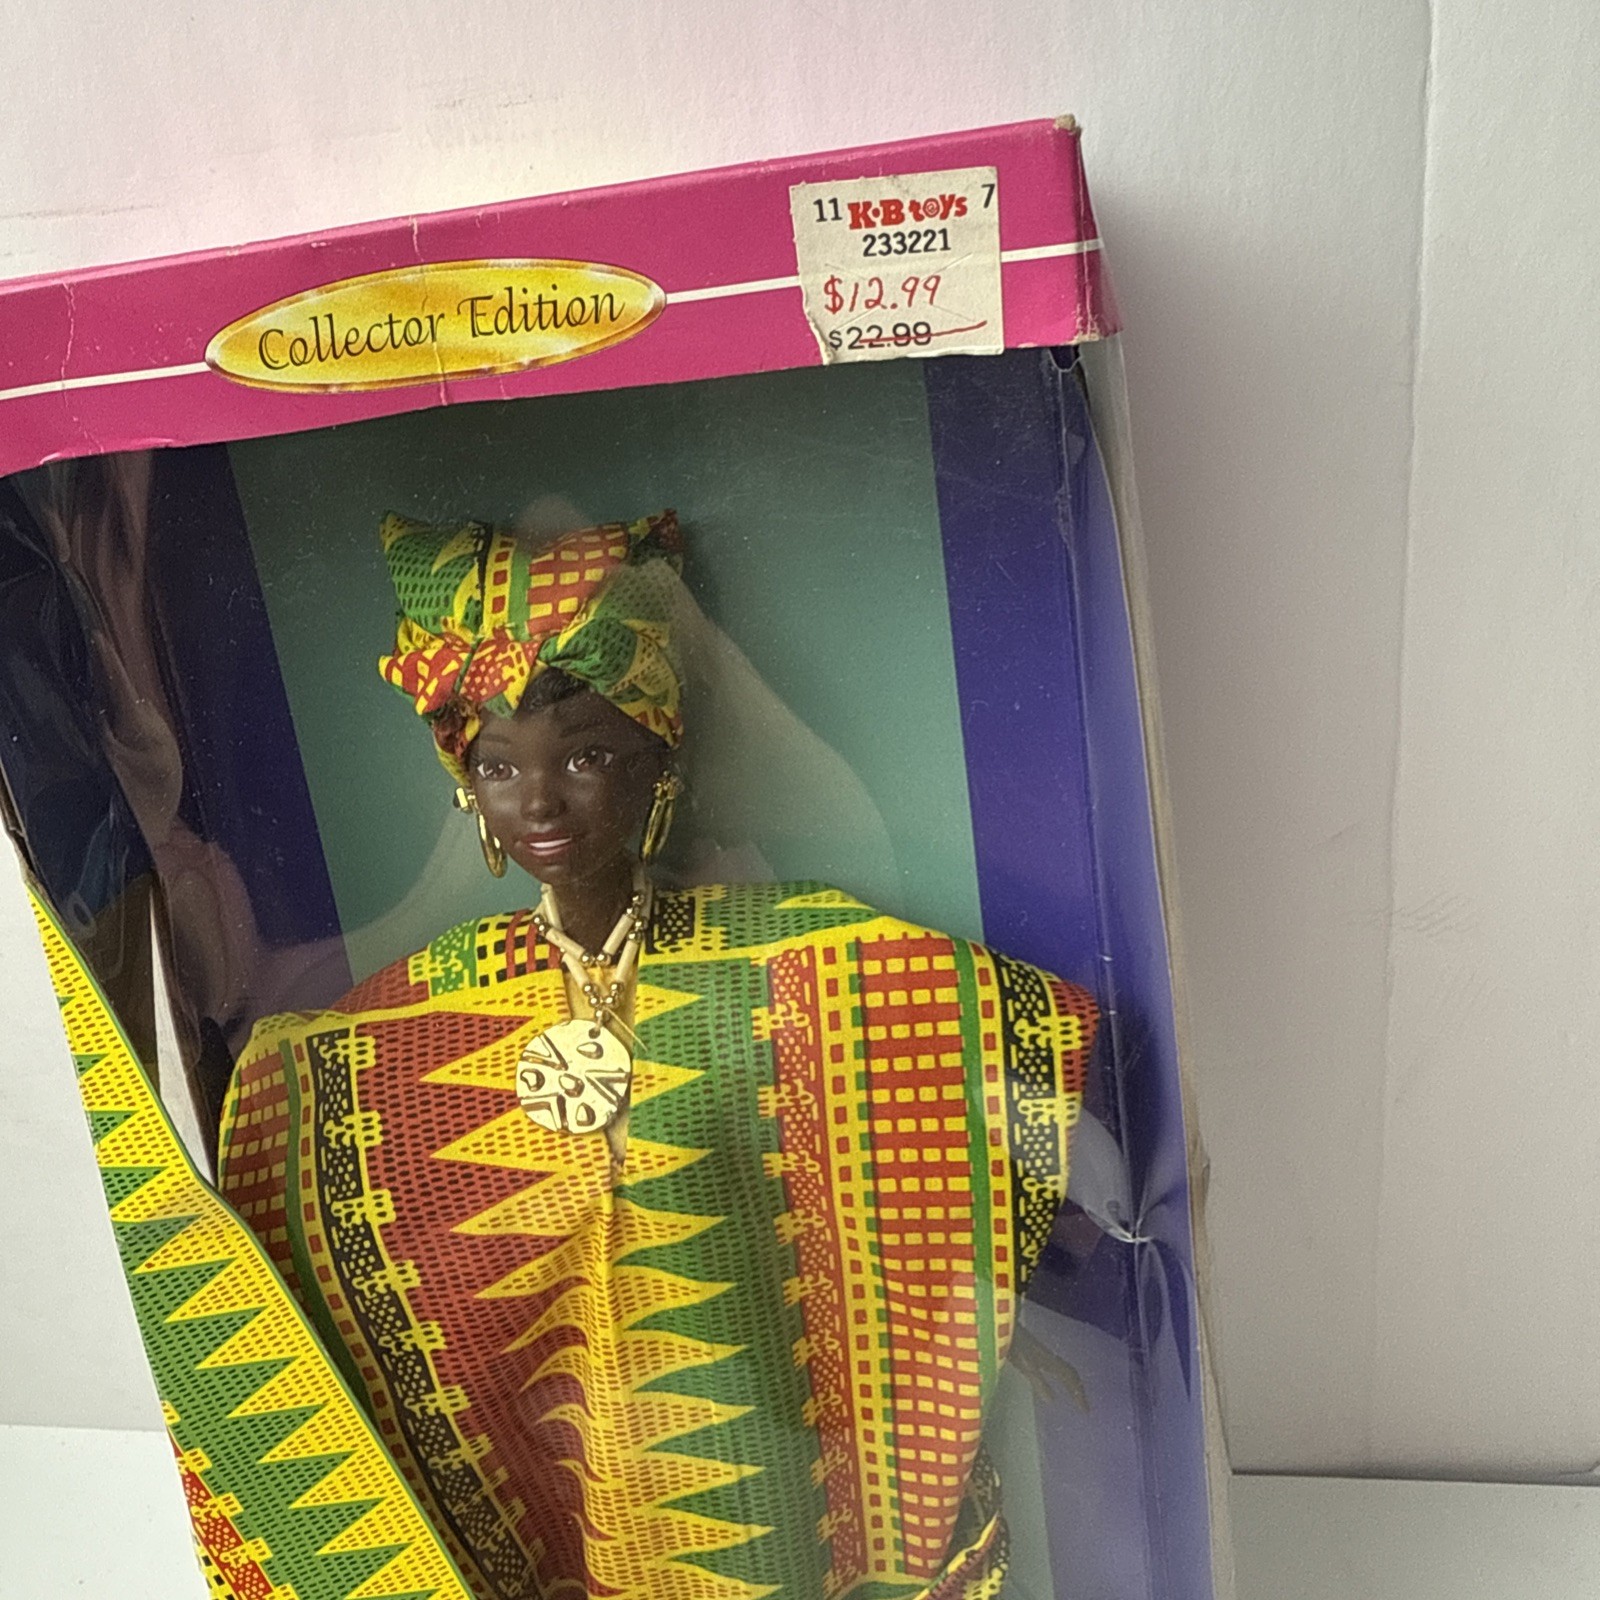 11 K·B toys 7
233221
$12.99
$22.99
Collector Edition